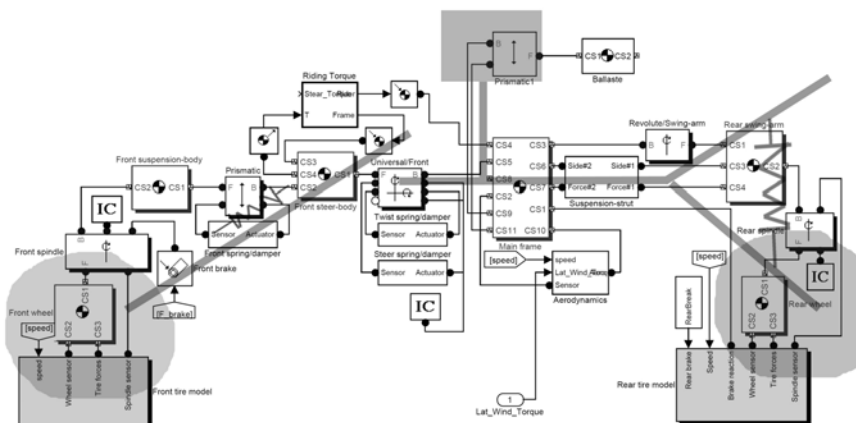 B
F
Prismatic1
CS1 CS2
Ballaste
Riding Torque
Stear_Torque
Rider
T
Frame
Front suspension-body
CS2 CS1
Prismatic
B
F
CS3
CS4
CS2
CS1
Front steer-body
Universal/Front
F
B
Sensor Actuator
Front spring/damper
Twist spring/damper
Sensor Actuator
Steer spring/damper
Sensor Actuator
IC
CS4 CS3
CS5 CS6
CS8 CS7
CS2 CS1
CS9
CS11 CS10
Main frame
Revolute/Swing-arm
B F
Side#2 Side#1
Force#2 Force#1
Suspension-strut
Rear swing-arm
CS1
CS3 CS2
CS4
[speed]
speed
Lat_Wind_Torque
Sensor
Aerodynamics
1
Lat_Wind_Torque
IC
Front spindle
B
F
Front brake
[F_brake]
Front wheel
CS1
CS2
CS3
[speed]
speed
Wheel sensor
Tire forces
Spindle sensor
Front tire model
B
F
Rear spindle
IC
Rear wheel
CS1
CS2
CS3
[speed]
RearBreak
Rear brake
Speed
Brake reaction
Wheel sensor
Tire forces
Spindle sensor
Rear tire model